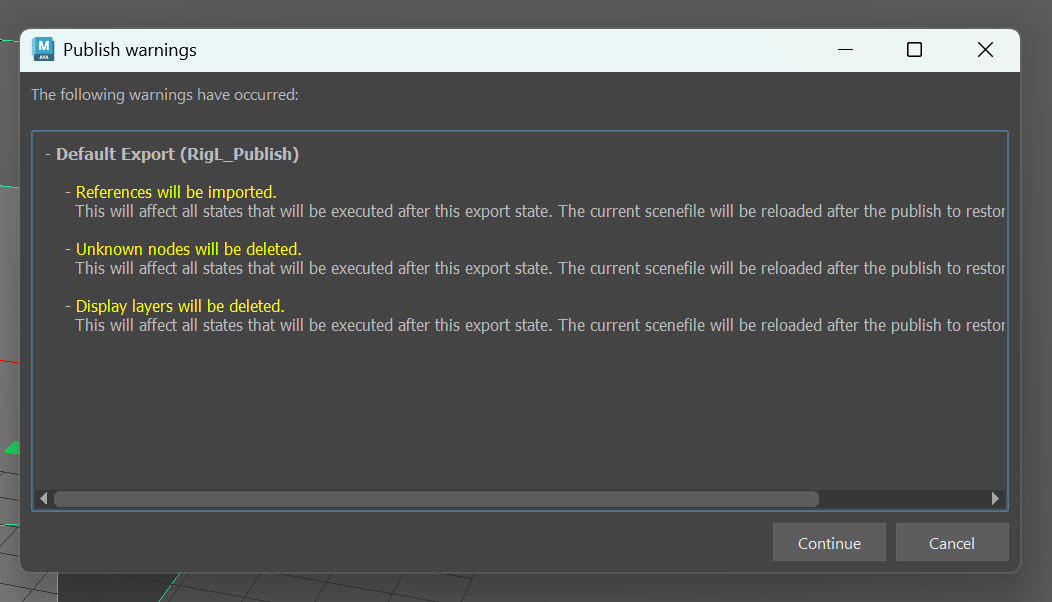 Publish warnings
The following warnings have occurred:
- Default Export (RigL_Publish)
- References will be imported.
This will affect all states that will be executed after this export state. The current scenefile will be reloaded after the publish to restor
- Unknown nodes will be deleted.
This will affect all states that will be executed after this export state. The current scenefile will be reloaded after the publish to restor
- Display layers will be deleted.
This will affect all states that will be executed after this export state. The current scenefile will be reloaded after the publish to restor
Continue Cancel